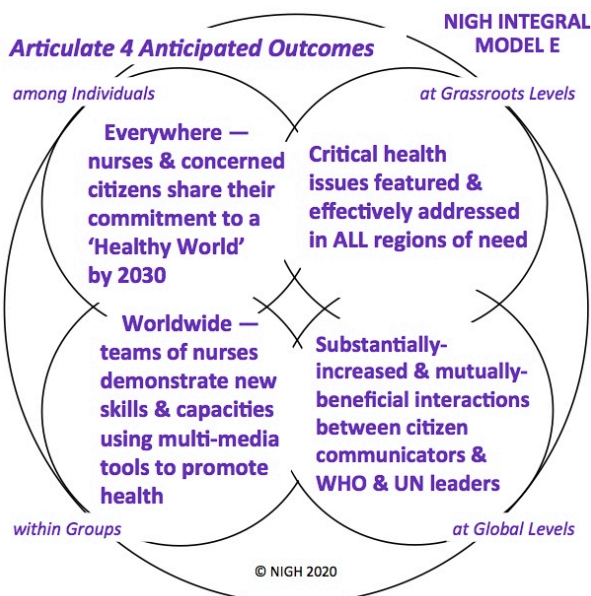 NIGH INTEGRAL
MODEL E
Articulate 4 Anticipated Outcomes
among Individuals
at Grassroots Levels
Everywhere —
nurses & concerned
citizens share their
commitment to a
‘Healthy World’
by 2030
Critical health
issues featured &
effectively addressed
in ALL regions of need
Worldwide —
teams of nurses
demonstrate new
skills & capacities
using multi-media
tools to promote
health
Substantially-
increased & mutually-
beneficial interactions
between citizen
communicators &
WHO & UN leaders
within Groups
at Global Levels
© NIGH 2020